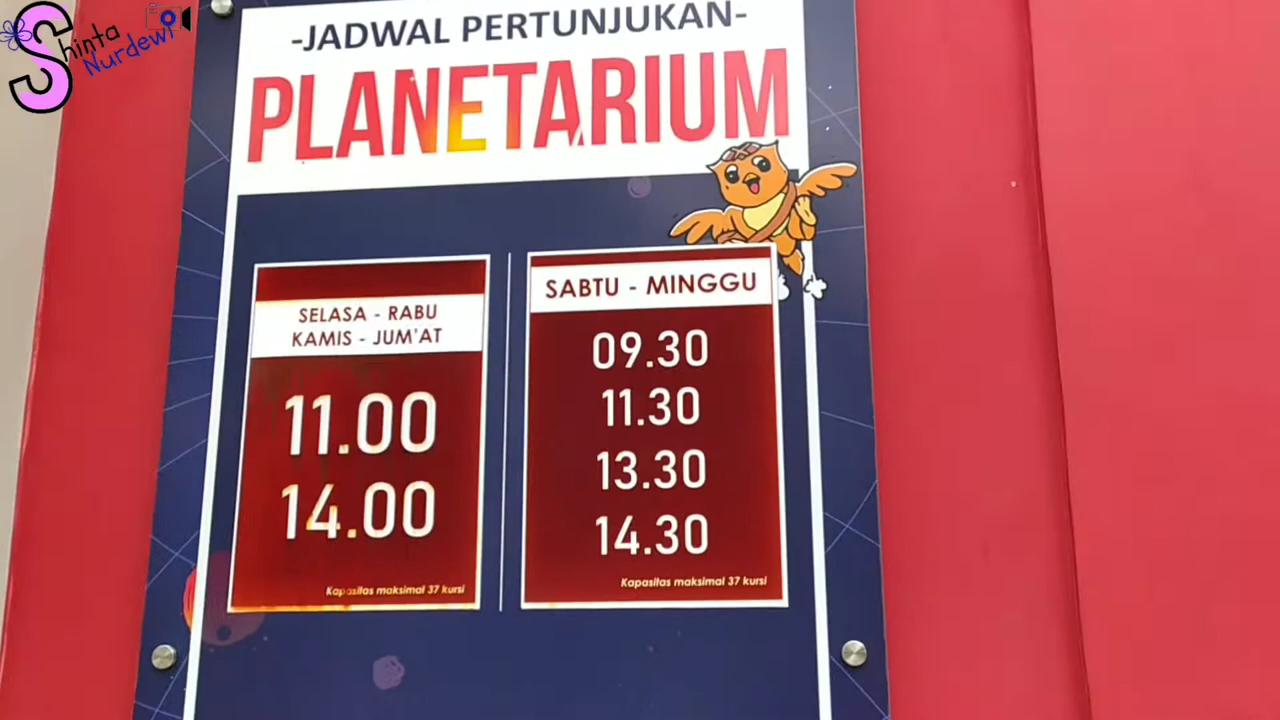 Shinta
Nurdewi
-JADWAL PERTUNJUKAN-
PLANETARIUM
SELASA - RABU
KAMIS - JUM'AT
11.00
14.00
Kapasitas maksimal 37 kursi
SABTU - MINGGU
09.30
11.30
13.30
14.30
Kapasitas maksimal 37 kursi